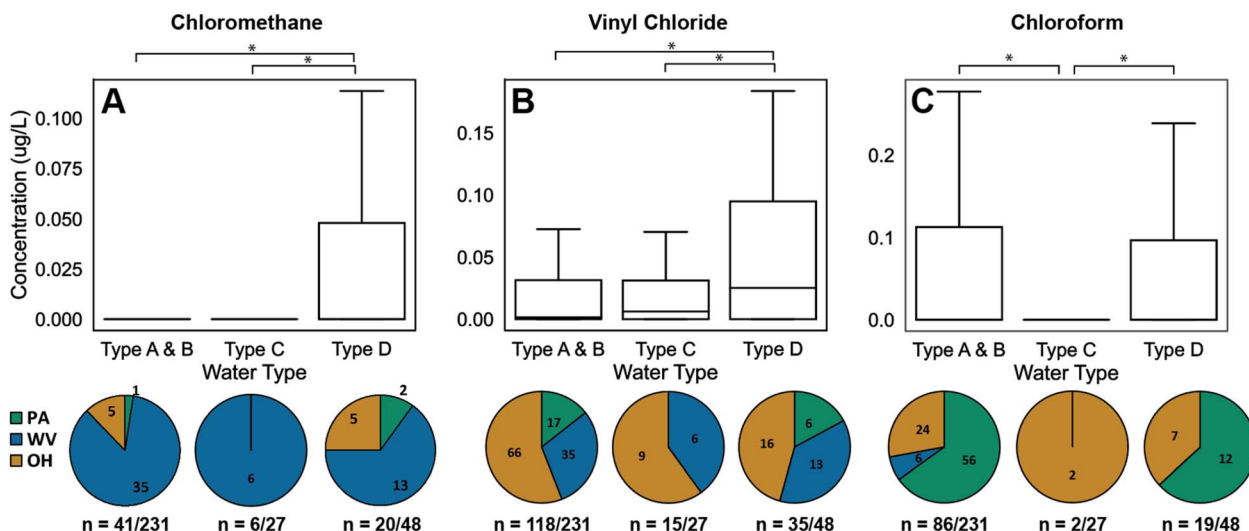 Chloromethane
Vinyl Chloride
Chloroform
*
*
*
*
*
*
A
B
C
Concentration (ug/L)
0.100
0.075
0.050
0.025
0.000
0.15
0.10
0.05
0.00
0.2
0.1
0.0
Type A & B Type C Type D
Type A & B Type C Type D
Type A & B Type C Type D
Water Type
Water Type
Water Type
PA
WV
OH
1
5
35
6
2
5
13
17
66
35
6
9
6
16
13
24
6
56
2
7
12
n = 41/231 n = 6/27 n = 20/48
n = 118/231 n = 15/27 n = 35/48
n = 86/231 n = 2/27 n = 19/48